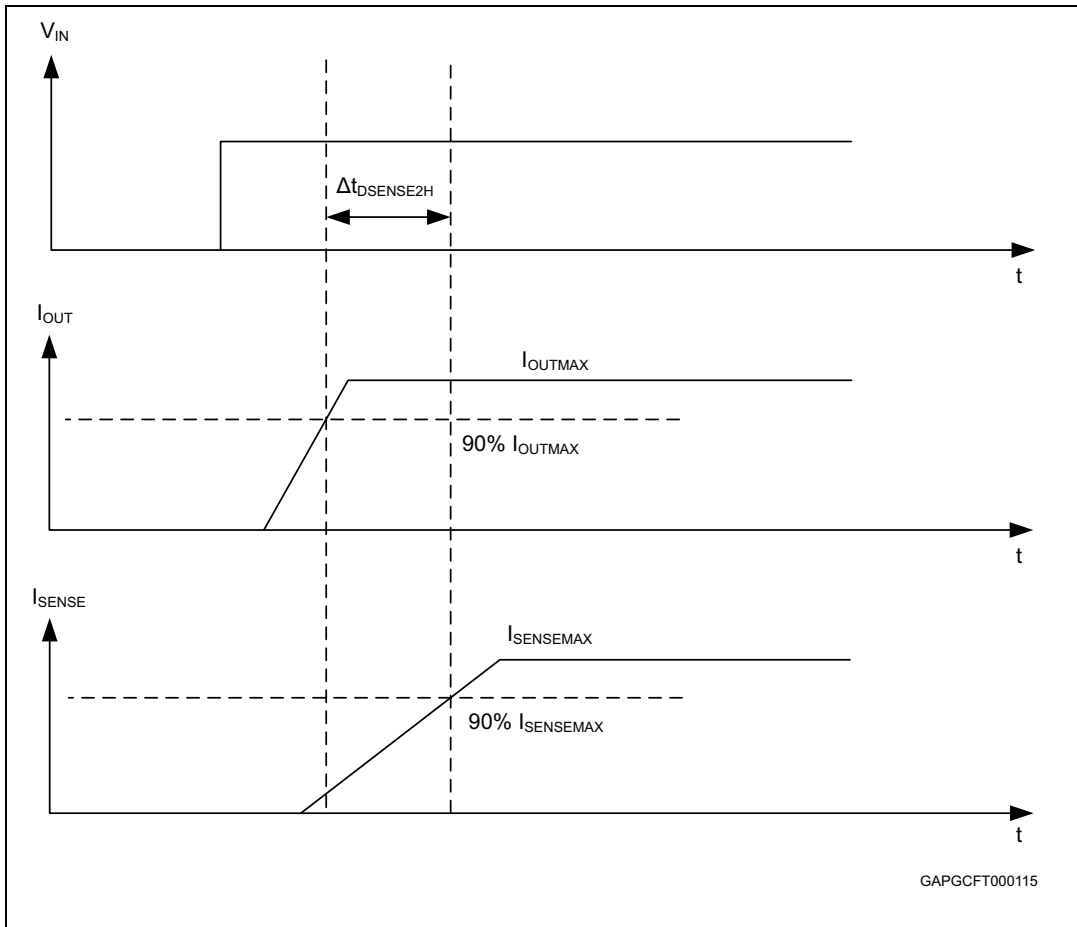 V_IN
Δt_DSENSE2H
t
I_OUT
I_OUTMAX
90% I_OUTMAX
t
I_SENSE
I_SENSEMAX
90% I_SENSEMAX
t
GAPGCFT000115